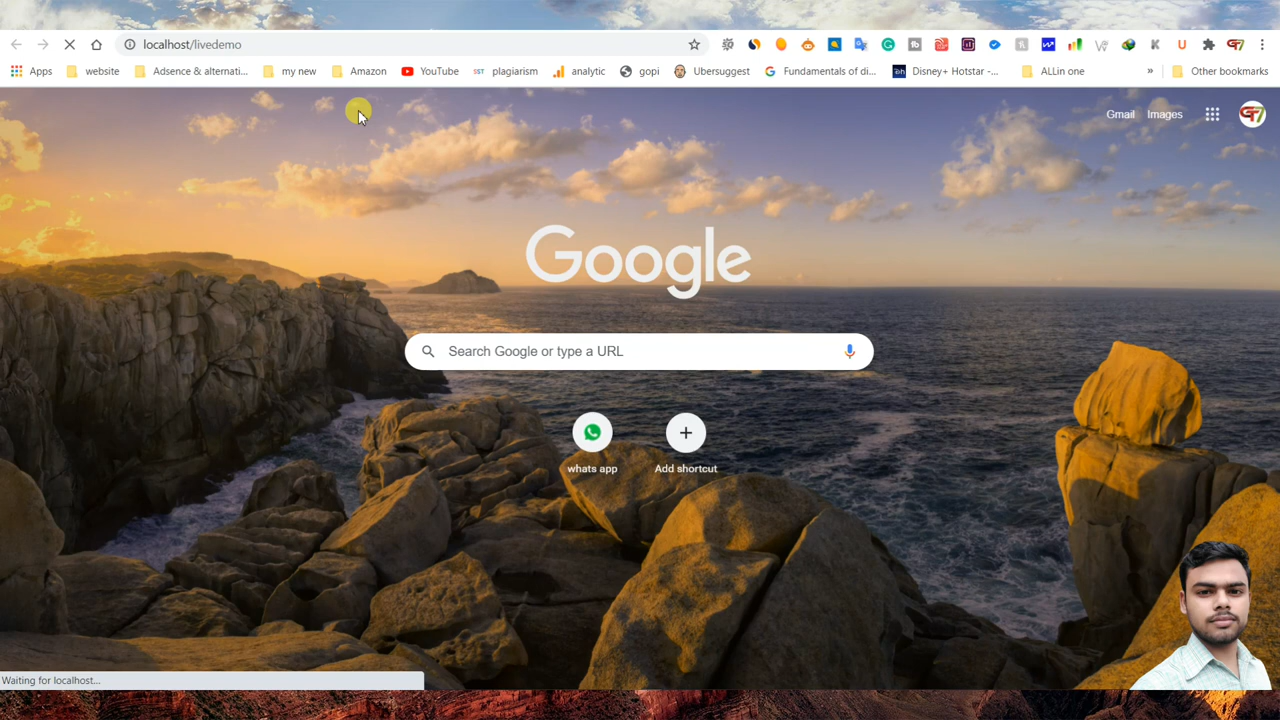 localhost/livedemo
Apps website Adsence & alternati... my new Amazon YouTube SST plagiarism analytic gopi Ubersuggest Fundamentals of di... Disney+ Hotstar -... ALLin one » Other bookmarks
Gmail Images
Google
Search Google or type a URL
whats app Add shortcut
Waiting for localhost...